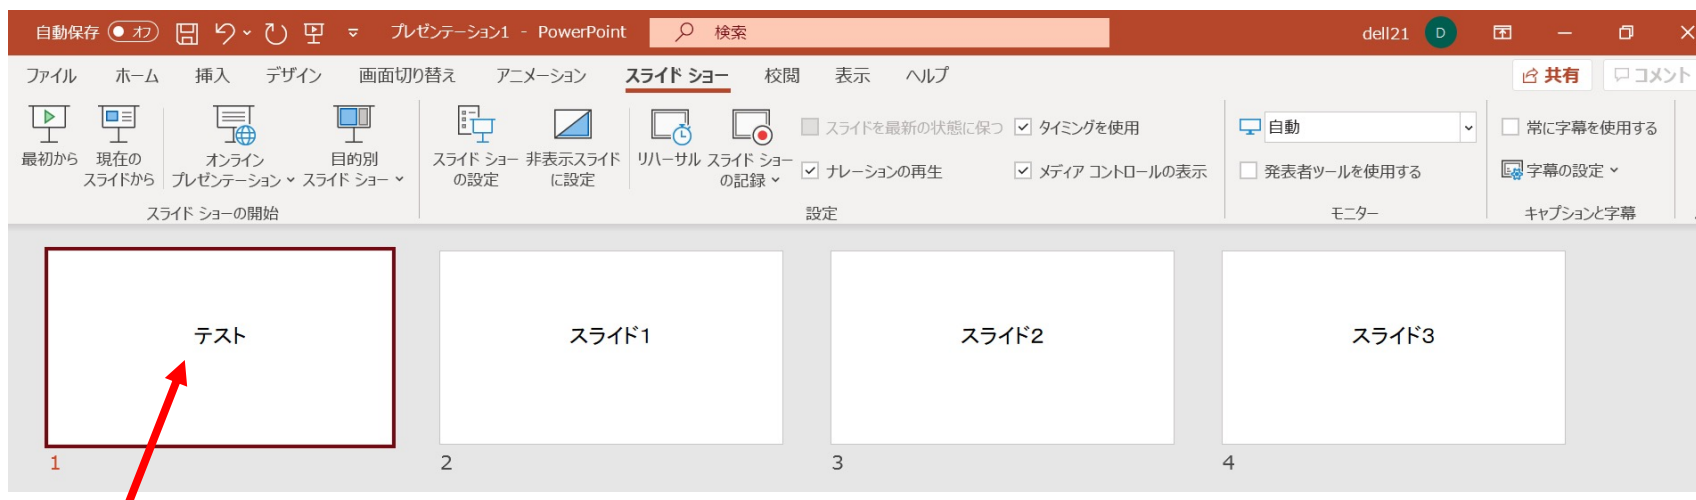 自動保存 オフ プレゼンテーション1 - PowerPoint 検索 dell21 D
ファイル ホーム 挿入 デザイン 画面切り替え アニメーション スライド ショー 校閲 表示 ヘルプ 共有 コメント
最初から
現在の
スライドから
オンライン
プレゼンテーション
目的別
スライド ショー
スライド ショーの開始
スライド ショー
の設定
非表示スライド
に設定
リハーサル
スライド ショー
の記録
スライドを最新の状態に保つ
タイミングを使用
ナレーションの再生
メディア コントロールの表示
設定
自動
発表者ツールを使用する
モニター
常に字幕を使用する
字幕の設定
キャプションと字幕
テスト
スライド1
スライド2
スライド3
1
2
3
4